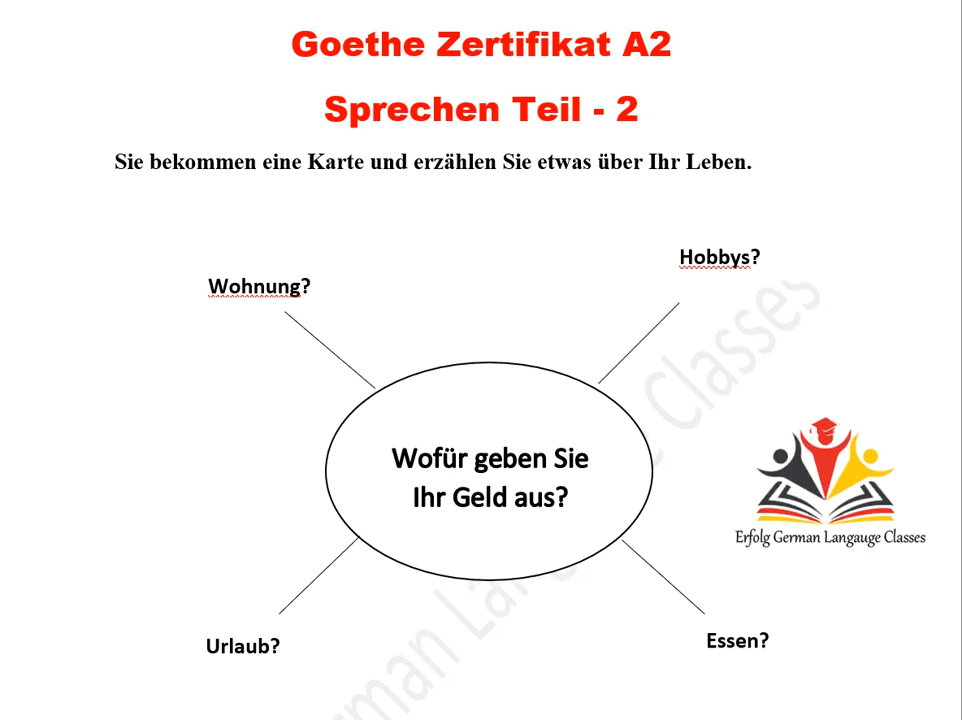 Goethe Zertifikat A2
Sprechen Teil - 2
Sie bekommen eine Karte und erzählen Sie etwas über Ihr Leben.
Hobbys?
Wohnung?
Wofür geben Sie
Ihr Geld aus?
Erfolg German Langauge Classes
Urlaub?
Essen?